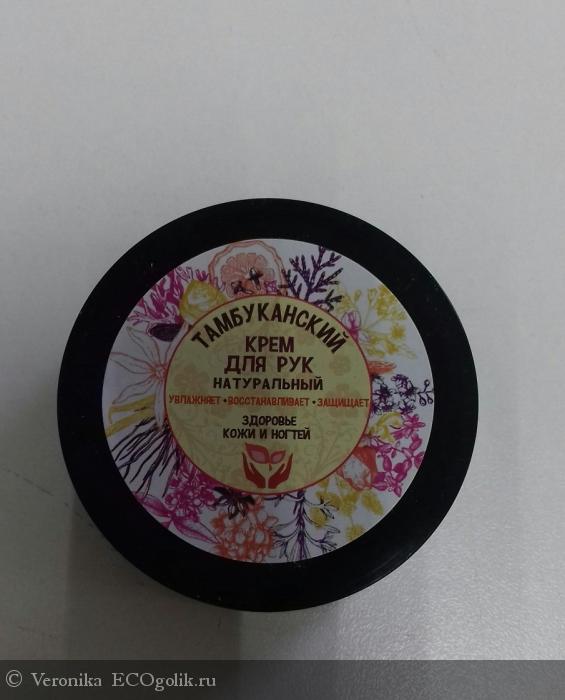 ТАМБУКАНСКИЙ
КРЕМ
ДЛЯ РУК
НАТУРАЛЬНЫЙ
УВЛАЖНЯЕТ • ВОССТАНАВЛИВАЕТ • ЗАЩИЩАЕТ
ЗДОРОВЬЕ
КОЖИ И НОГТЕЙ
© Veronika ECOgolik.ru